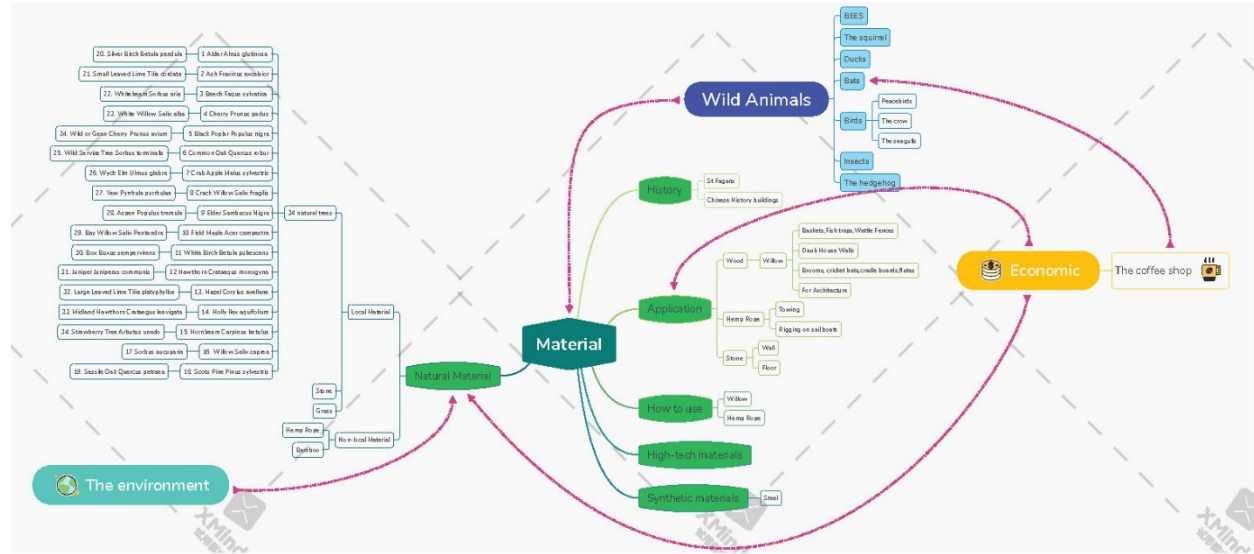 20. Silver Birch Betula pendula
1 Alder Alnus glutinosa
21. Small Leaved Lime Tilia cordata
2 Ash Fraxinus excelsior
22. Whitebeam Sorbus aria
3 Beech Fagus sylvatica
23. White Willow Salix alba
4 Cherry Prunus padus
24. Wild or Gean Cherry Prunus avium
5 Black Poplar Populus nigra
25. Wild Service Tree Sorbus torminalis
6 Common Oak Quercus robur
26. Wych Elm Ulmus glabra
7 Crab Apple Malus sylvestris
27. Yew Pyrrhula pyrrhulaa
8 Crack Willow Salix fragilis
28. Aspen Populus tremula
9 Elder Sambucus Nigra
29. Bay Willow Salix Pentandra
10 Field Maple Acer campestre
30. Box Buxus sempervirens
11 White Birch Betula pubescens
31. Juniper Juniperus communis
12 Hawthorn Crataegus monogyna
32. Large Leaved Lime Tilia platyphyllos
13. Hazel Corylus avellana
33. Midland Hawthorn Crataegus laevigata
14. Holly Ilex aquifolium
34. Strawberry Tree Arbutus unedo
15. Hornbeam Carpinus betulus
17 Sorbus aucuparia
16 Willow Salix caprea
19. Sessile Oak Quercus petraea
18. Scots Pine Pinus sylvestris
34 natural trees
Local Material
Stone
Grass
Hemp Rope
Bamboo
Non-local Material
Natural Material
The environment
Material
Wild Animals
BEES
The squirrel
Ducks
Bats
Birds
Peacebirds
The crow
The seagulls
Insects
The hedgehog
History
St Fagans
Chinese History buildings
Application
Wood
Willow
Baskets, Fish traps, Wattle Fences
Daub House Walls
Brooms, cricket bats, cradle boards, flutes
For Architecture
Hemp Rope
Towing
Rigging on sail boats
Stone
Wall
Floor
How to use
Willow
Hemp Rope
High-tech materials
Synthetic materials
Steel
Economic
The coffee shop
XMind
XMind
XMind